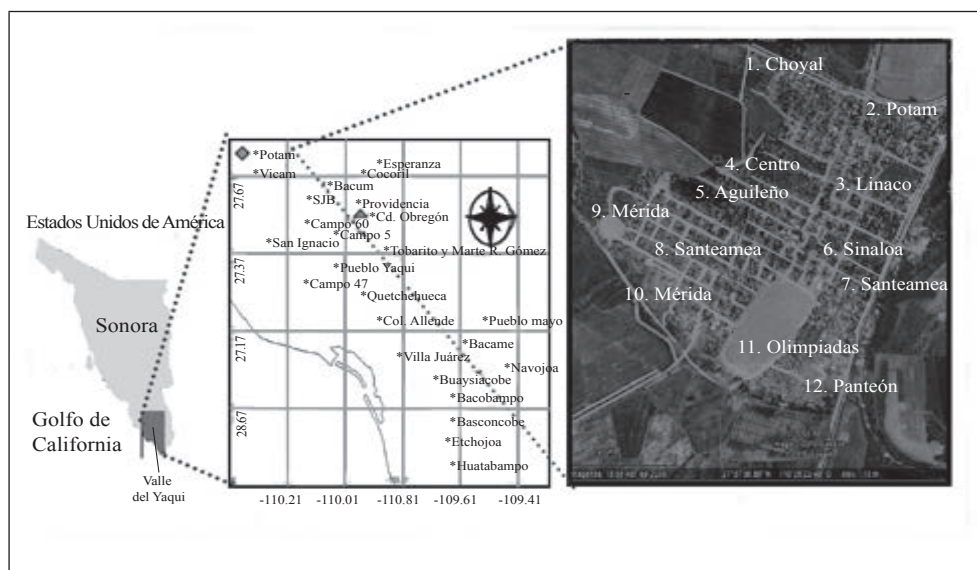 Estados Unidos de América
Sonora
Golfo de
California
Valle
del Yaqui
*Potam
*Vicam
*Esperanza
*Cocoril
*Bacum
*SJB
*Providencia
*Cd. Obregón
*Campo 60
*Campo 5
*San Ignacio
*Tobarito y Marte R. Gómez
*Pueblo Yaqui
*Campo 47
*Quetchehueca
*Col. Allende
*Pueblo mayo
*Bacame
*Villa Juárez
*Navojoa
*Buaysiacobe
*Bacobampo
*Basconcobe
*Etchojoa
*Huatabampo
27.67
27.37
27.17
28.67
-110.21
-110.01
-110.81
-109.61
-109.41
1. Choyal
2. Potam
3. Linaco
4. Centro
5. Aguileño
6. Sinaloa
7. Santeamea
8. Santeamea
9. Mérida
10. Mérida
11. Olimpiadas
12. Panteón